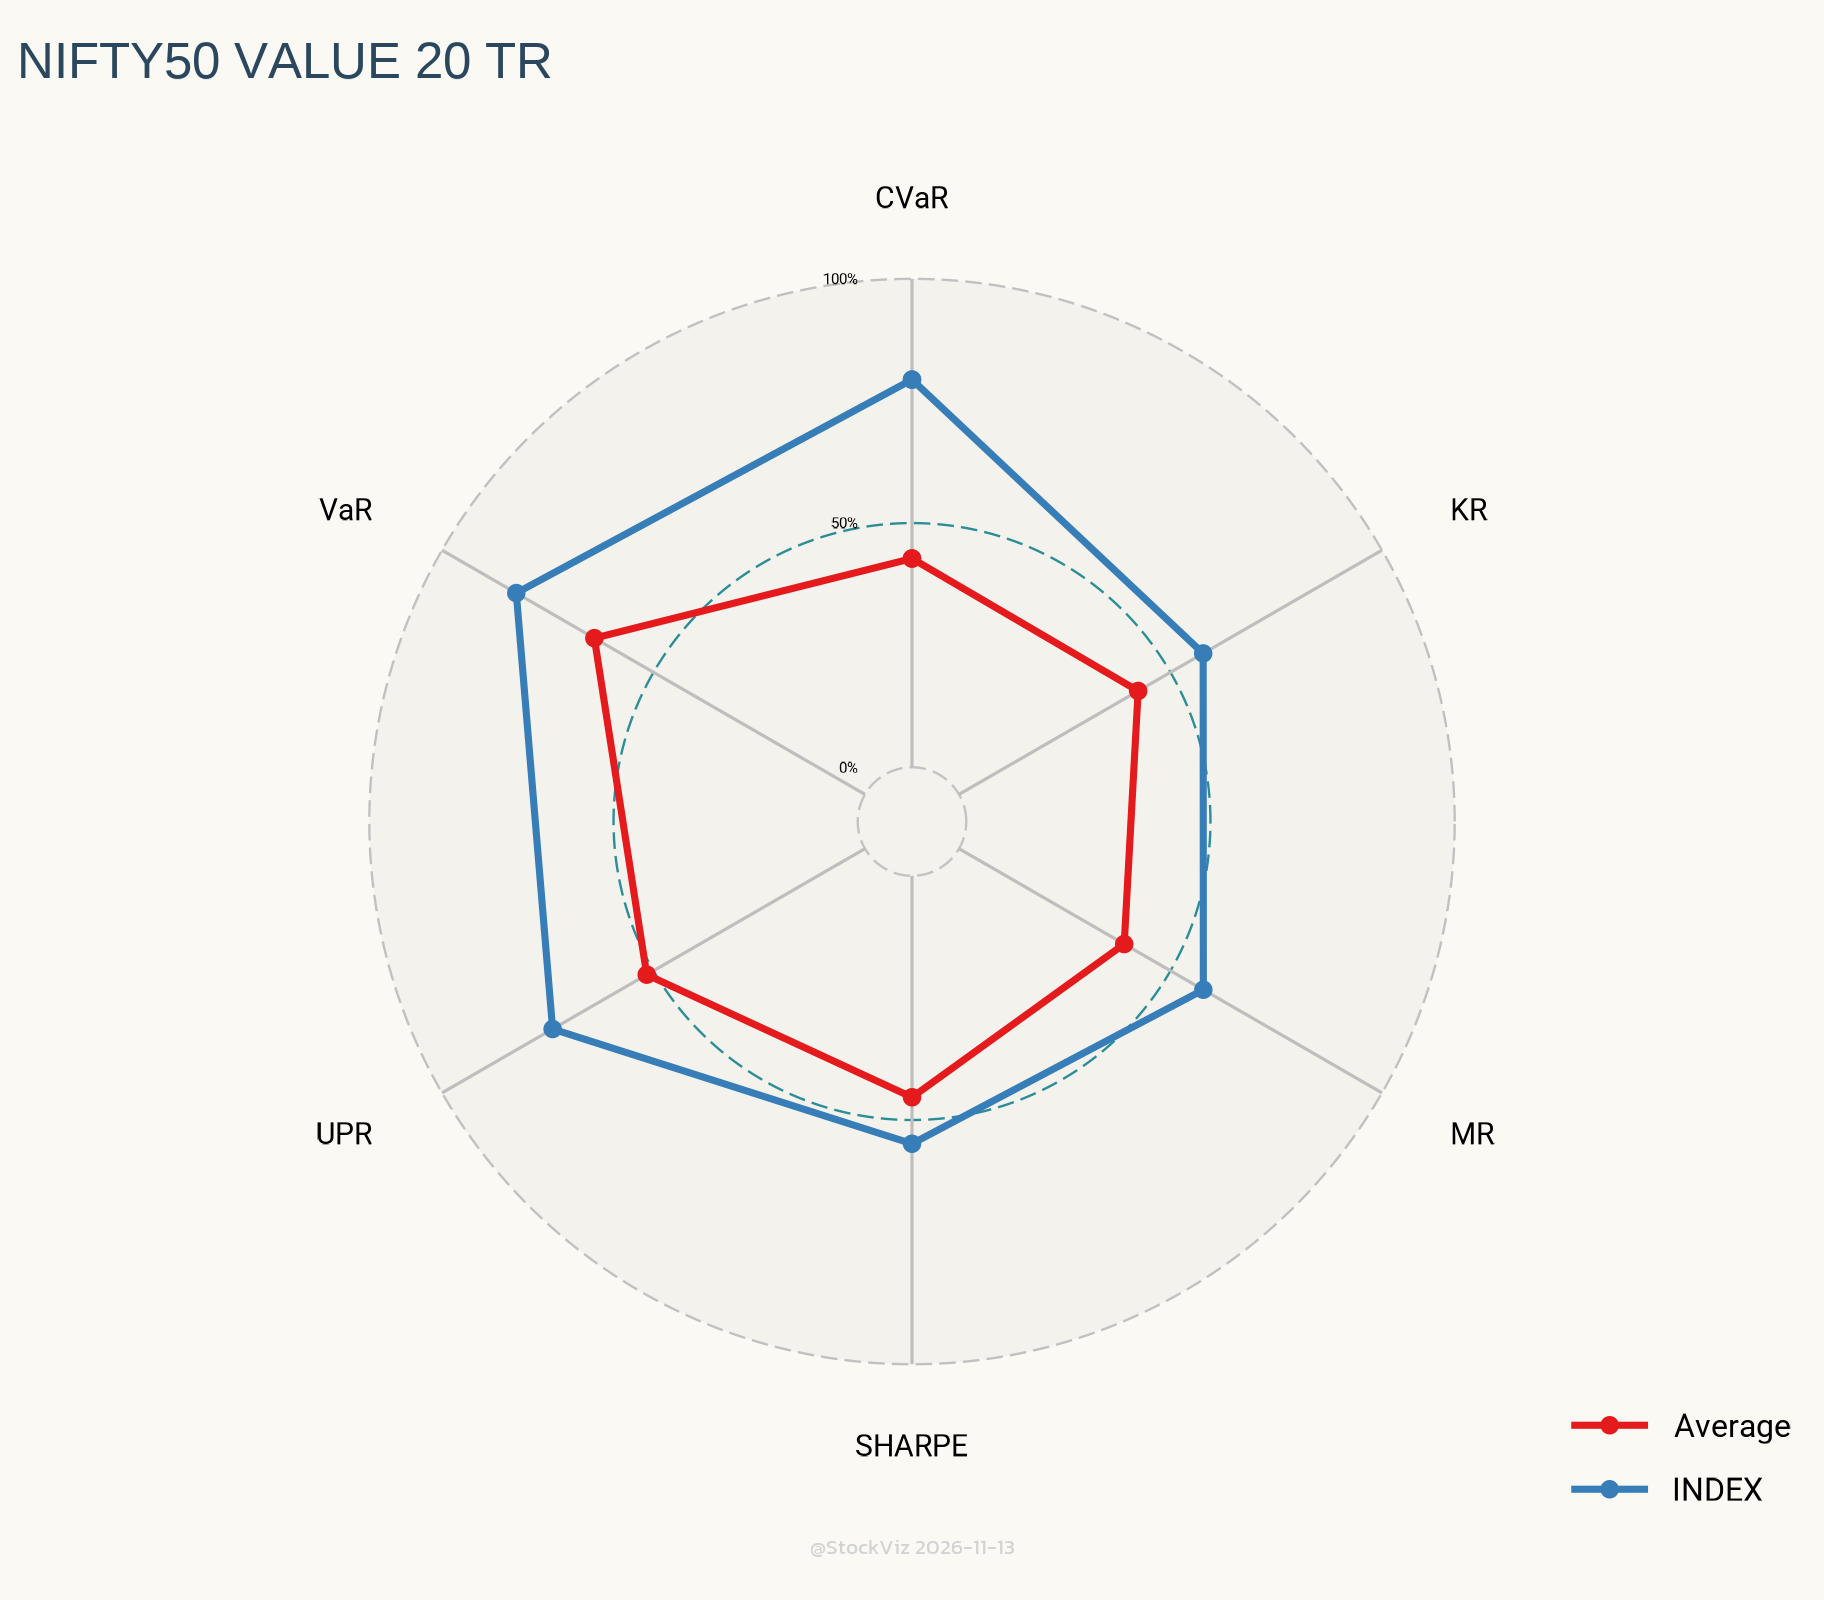 NIFTY50 VALUE 20 TR
CVaR
100%
VaR
KR
50%
0%
UPR
MR
SHARPE
Average
INDEX
@StockViz 2026-11-13